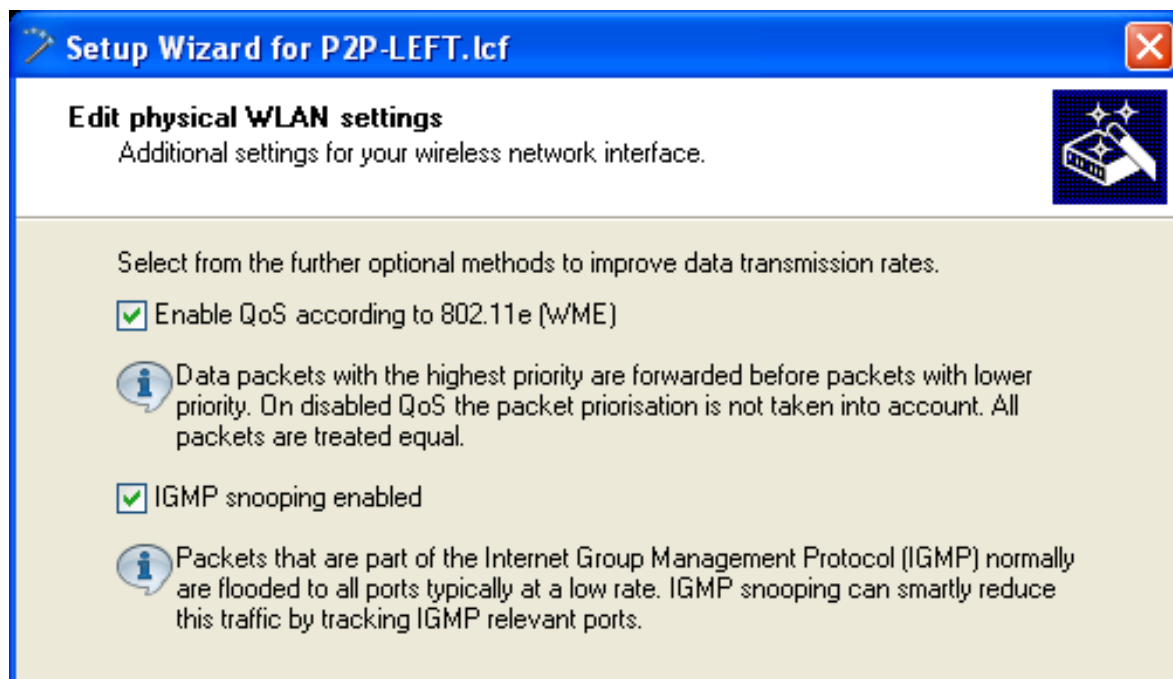 Setup Wizard for P2P-LEFT.lcf
Edit physical WLAN settings
Additional settings for your wireless network interface.
Select from the further optional methods to improve data transmission rates.
Enable QoS according to 802.11e (WME)
Data packets with the highest priority are forwarded before packets with lower
priority. On disabled QoS the packet priorisation is not taken into account. All
packets are treated equal.
IGMP snooping enabled
Packets that are part of the Internet Group Management Protocol (IGMP) normally
are flooded to all ports typically at a low rate. IGMP snooping can smartly reduce
this traffic by tracking IGMP relevant ports.